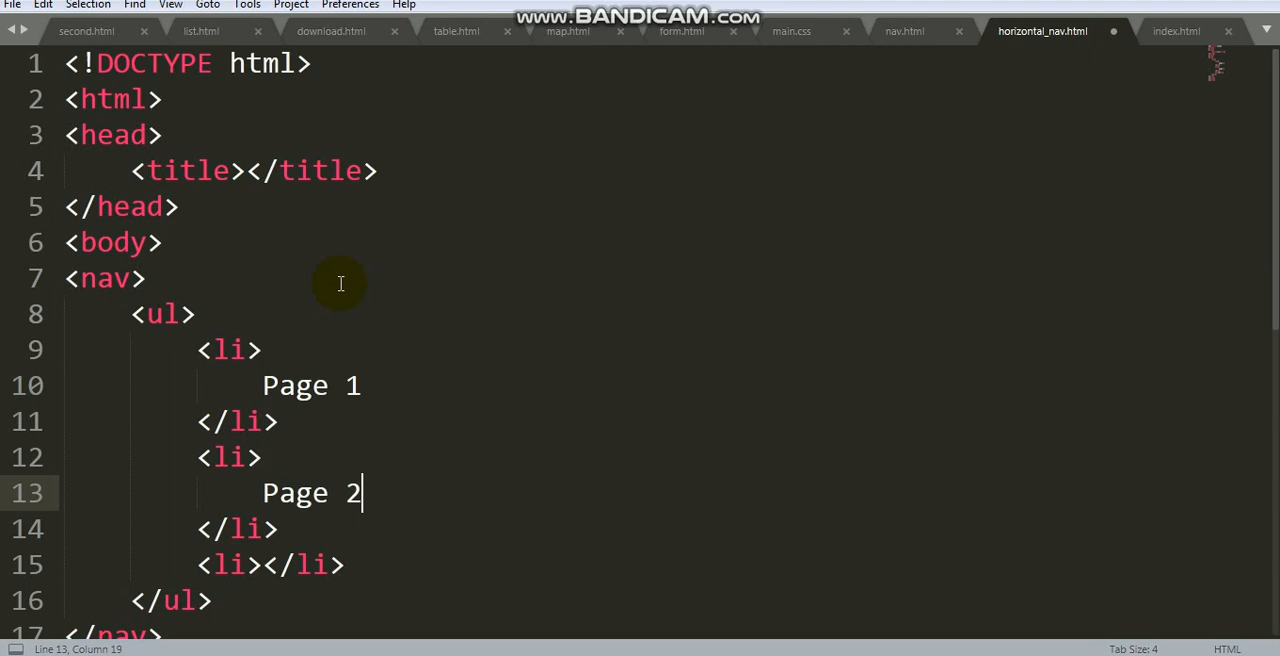 File Edit Selection View Goto Tools Project Preferences Help
www.BANDICAM.com
second.html list.html download.html table.html map.html form.html main.css nav.html horizontal_nav.html index.html
1 <!DOCTYPE html>
2 <html>
3 <head>
4 <title></title>
5 </head>
6 <body>
7 <nav>
8 <ul>
9 <li>
10 Page 1
11 </li>
12 <li>
13 Page 2
14 </li>
15 <li></li>
16 </ul>
17 </nav>
Line 13, Column 19 Tab Size: 4 HTML